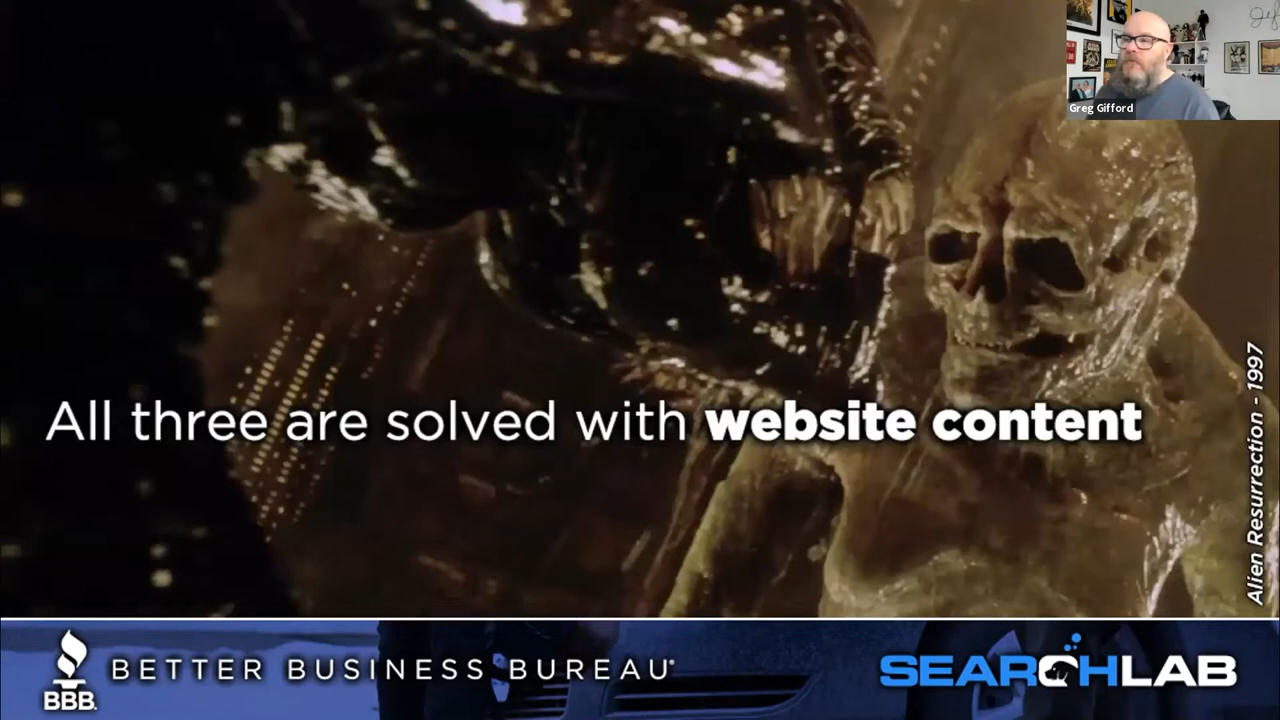 Greg Gifford
All three are solved with website content
Alien Resurrection - 1997
BBB.
BETTER BUSINESS BUREAU®
SEARCHLAB